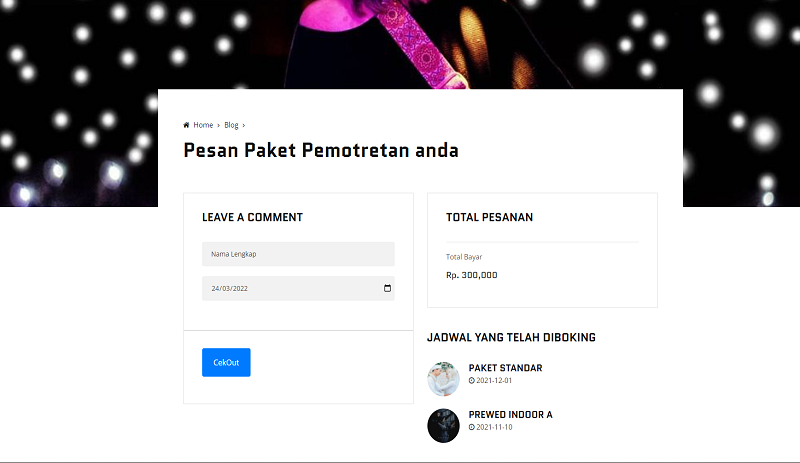 Home › Blog ›
Pesan Paket Pemotretan anda
LEAVE A COMMENT
Nama Lengkap
24/03/2022
CekOut
TOTAL PESANAN
Total Bayar
Rp. 300,000
JADWAL YANG TELAH DIBOKING
PAKET STANDAR
2021-12-01
PREWED INDOOR A
2021-11-10